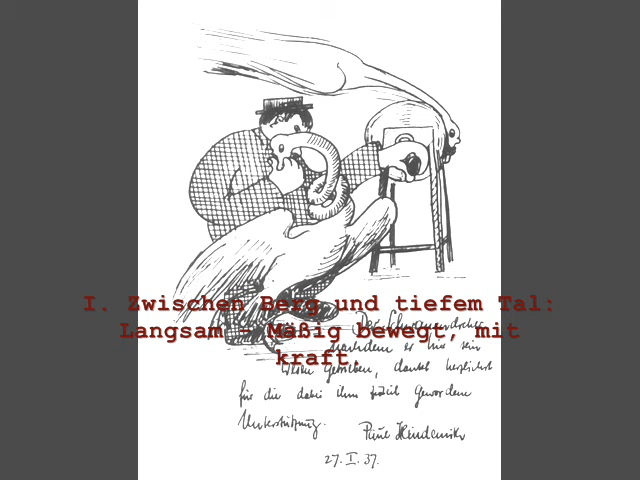 I. Zwischen Berg und tiefem Tal:
Langsam - Mäßig bewegt, mit
kraft.
Der Schwanendreher
nachdem er hier sein
Wesen getrieben, dankt herzlichst
für die dabei ihm zuteil gewordene
Unterstützung.
Paul Hindemith
27. I. 37.